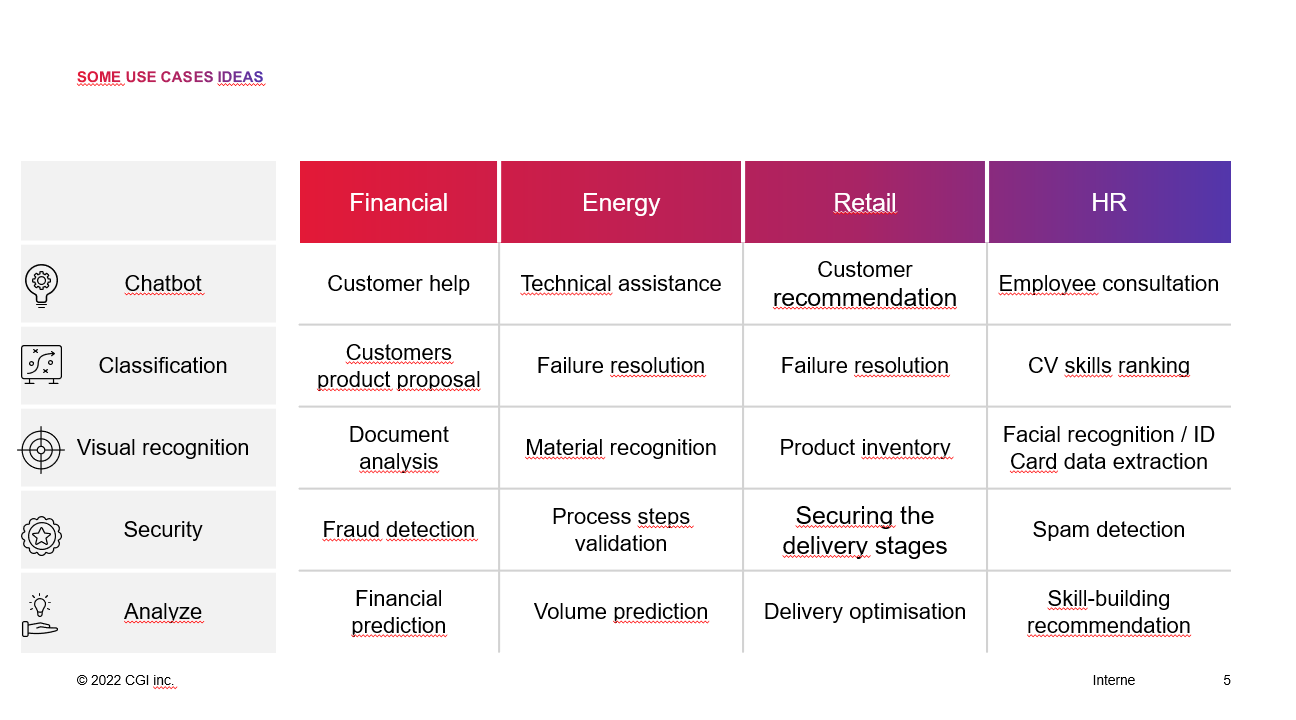 SOME USE CASES IDEAS
Financial Energy Retail HR
Chatbot Customer help Technical assistance Customer recommendation Employee consultation
Classification Customers product proposal Failure resolution Failure resolution CV skills ranking
Visual recognition Document analysis Material recognition Product inventory Facial recognition / ID Card data extraction
Security Fraud detection Process steps validation Securing the delivery stages Spam detection
Analyze Financial prediction Volume prediction Delivery optimisation Skill-building recommendation
© 2022 CGI inc. Interne 5